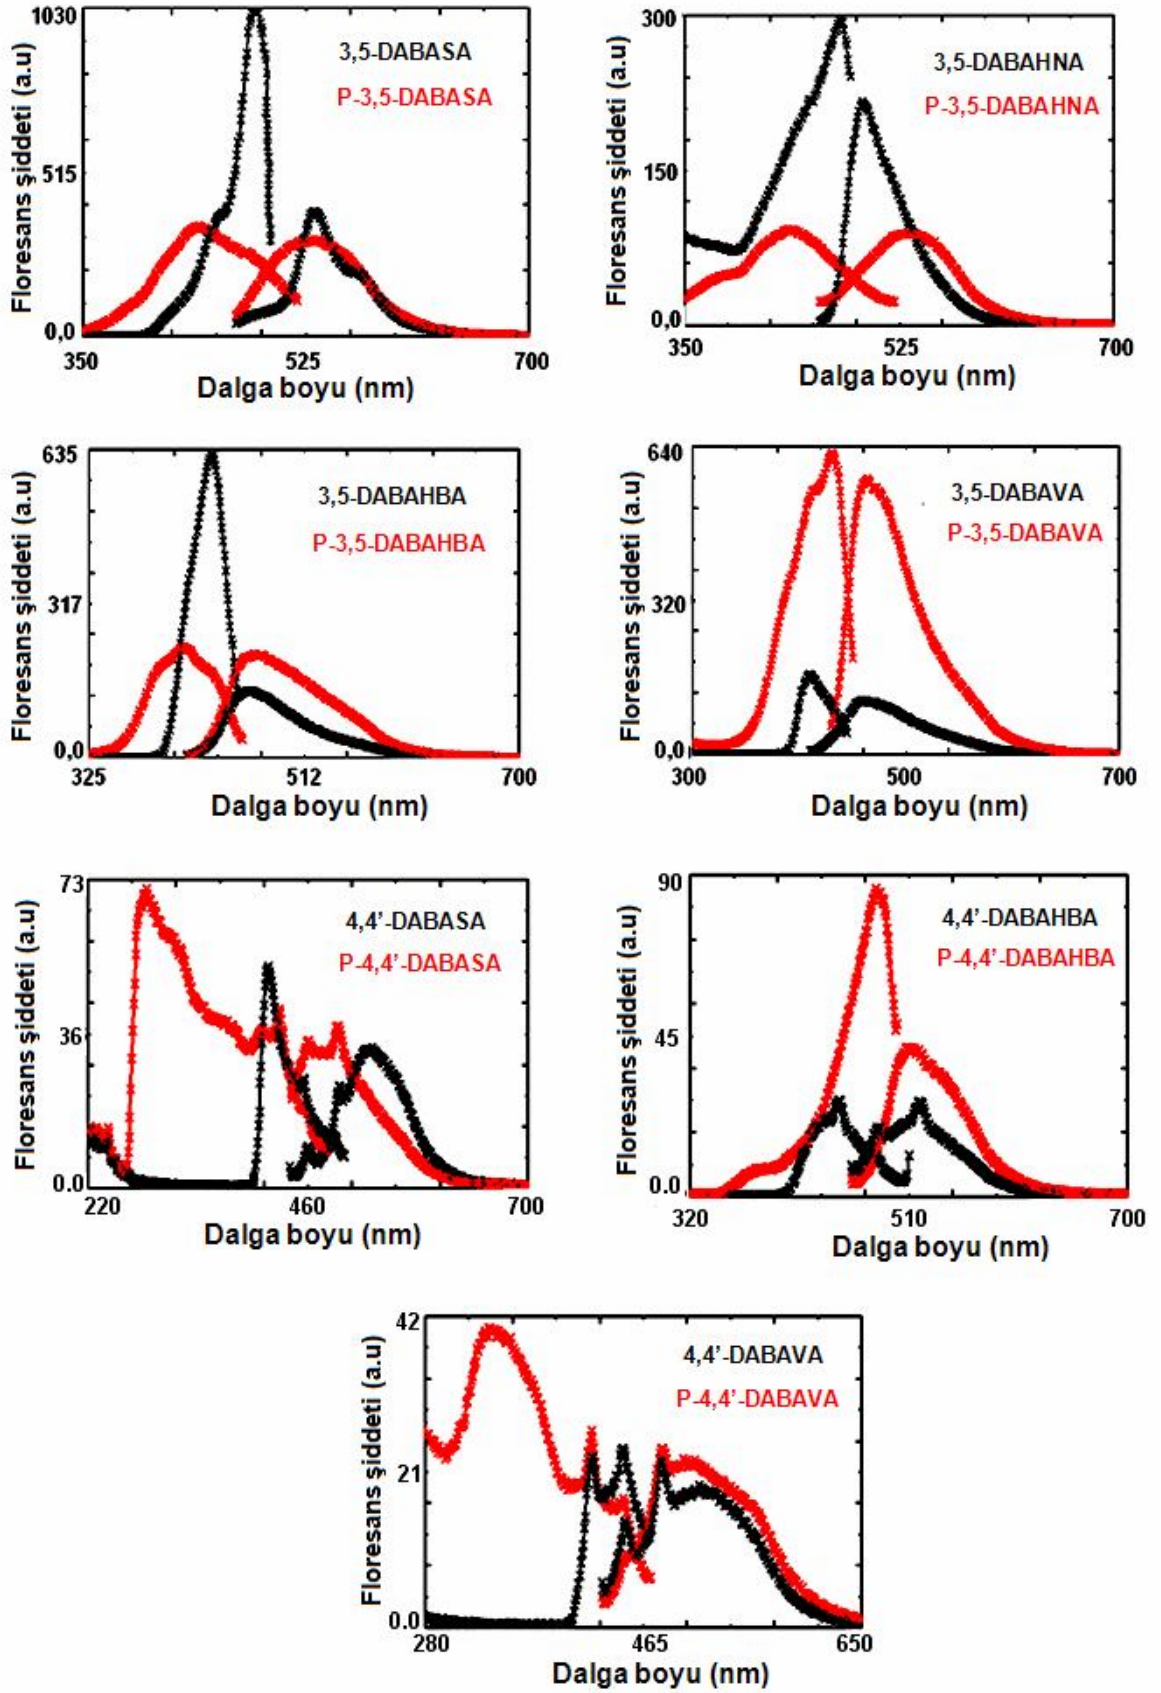 1030
3,5-DABASA
P-3,5-DABASA
515
0,0
350 525 700
Dalga boyu (nm)
Floresans şiddeti (a.u)
300
3,5-DABAHNA
P-3,5-DABAHNA
150
0,0
350 525 700
Dalga boyu (nm)
Floresans şiddeti (a.u)
635
3,5-DABAHBA
P-3,5-DABAHBA
317
0,0
325 512 700
Dalga boyu (nm)
Floresans şiddeti (a.u)
640
3,5-DABAVA
P-3,5-DABAVA
320
0,0
300 500 700
Dalga boyu (nm)
Floresans şiddeti (a.u)
73
4,4'-DABASA
P-4,4'-DABASA
36
0.0
220 460 700
Dalga boyu (nm)
Floresans şiddeti (a.u)
90
4,4'-DABAHBA
P-4,4'-DABAHBA
45
0.0
320 510 700
Dalga boyu (nm)
Floresans şiddeti (a.u)
42
4,4'-DABAVA
P-4,4'-DABAVA
21
0.0
280 465 650
Dalga boyu (nm)
Floresans şiddeti (a.u)